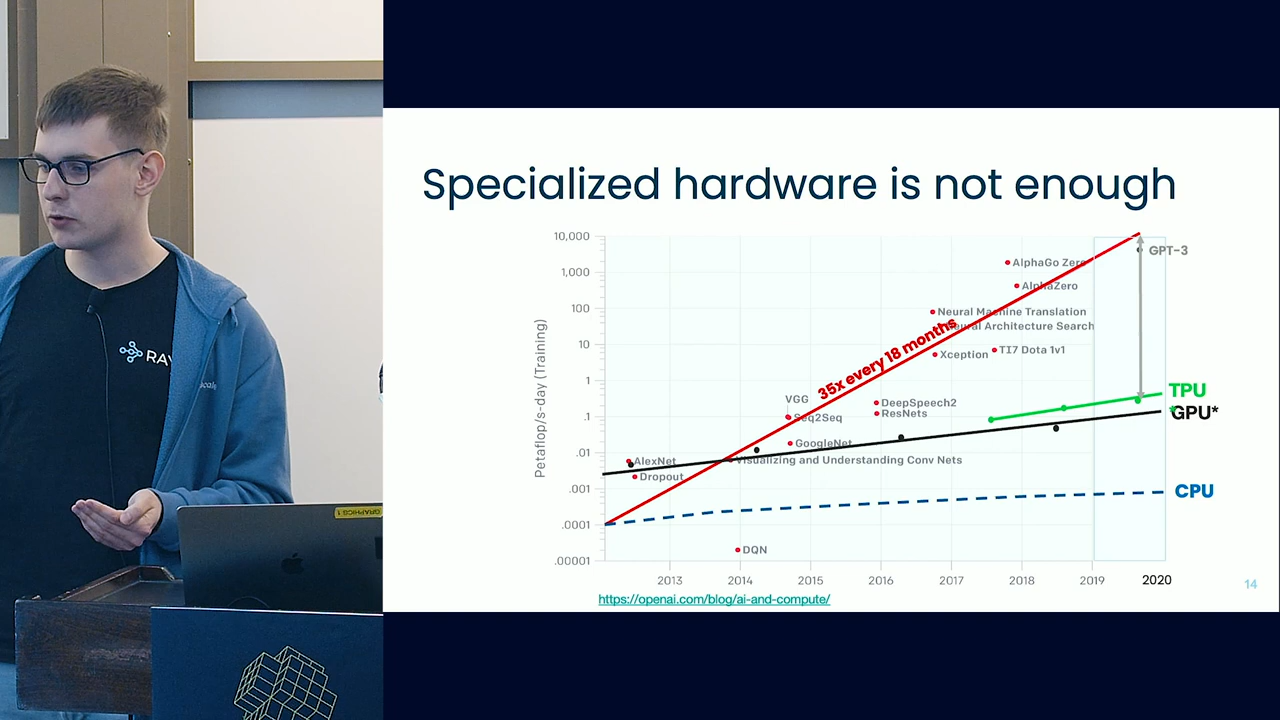 Specialized hardware is not enough
Petaflop/s-day (Training)
10,000
1,000
100
10
1
.1
.01
.001
.0001
.00001
2013
2014
2015
2016
2017
2018
2019
2020
AlexNet
Dropout
DQN
Visualizing and Understanding Conv Nets
GoogleNet
VGG
Seq2Seq
DeepSpeech2
ResNets
Xception
TI7 Dota 1v1
Neural Architecture Search
Neural Machine Translation
AlphaZero
AlphaGo Zero
GPT-3
35x every 18 months
TPU
*GPU*
CPU
https://openai.com/blog/ai-and-compute/
14
RAY
scale
GRAPHICS 1